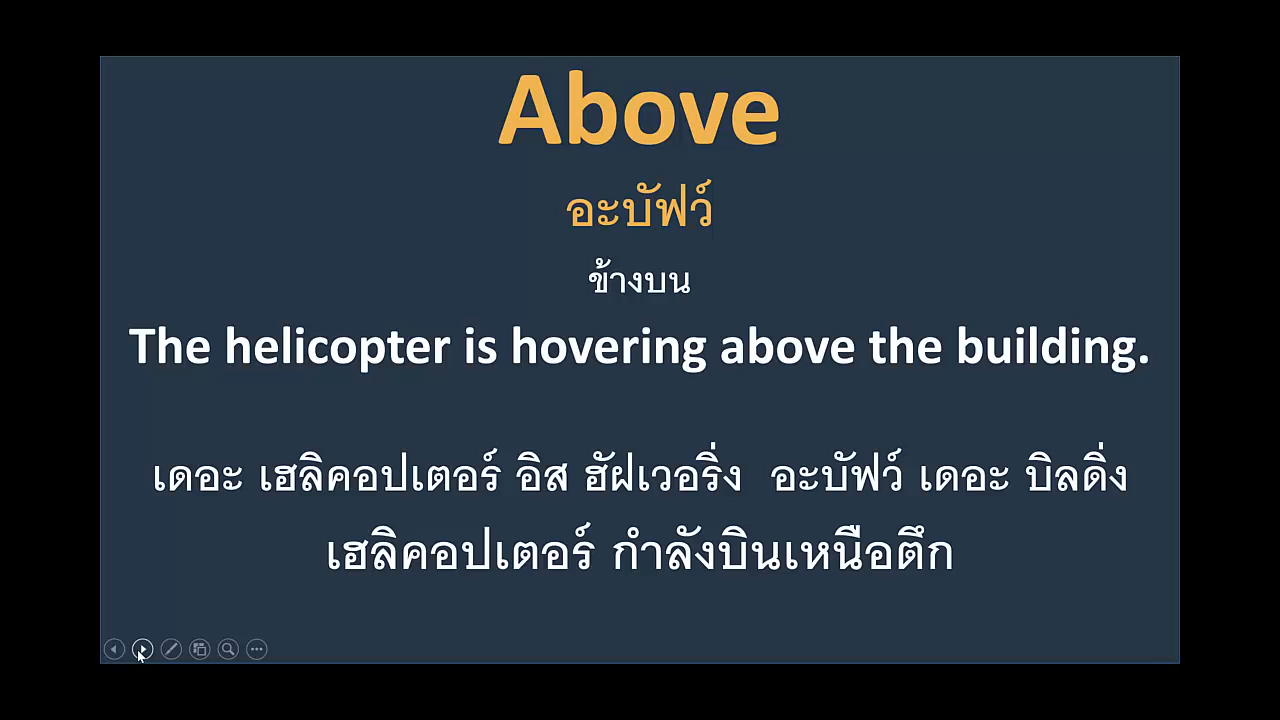 Above
อะบัฟว์
ข้างบน
The helicopter is hovering above the building.
เดอะ เฮลิคอปเตอร์ อิส ฮัฝเวอริ่ง อะบัฟว์ เดอะ บิลดิ่ง
เฮลิคอปเตอร์ กำลังบินเหนือตึก